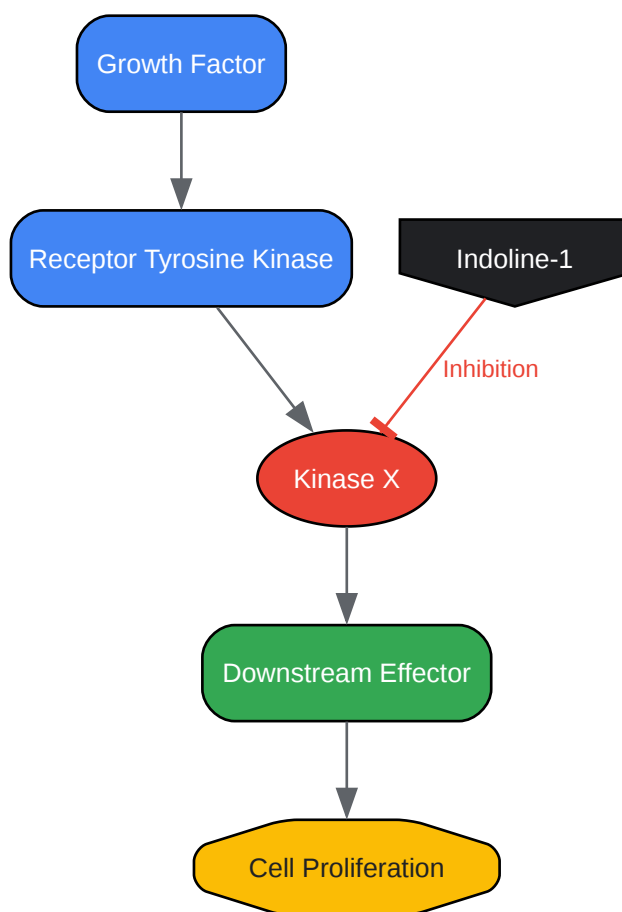 Growth Factor
Receptor Tyrosine Kinase
Indoline-1
Inhibition
Kinase X
Downstream Effector
Cell Proliferation